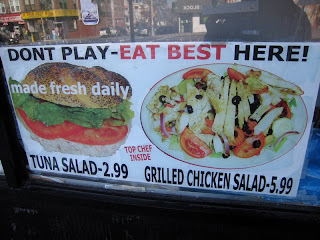 DONT PLAY-EAT BEST HERE!
made fresh daily
TOP CHEF
INSIDE
TUNA SALAD-2.99
GRILLED CHICKEN SALAD-5.99